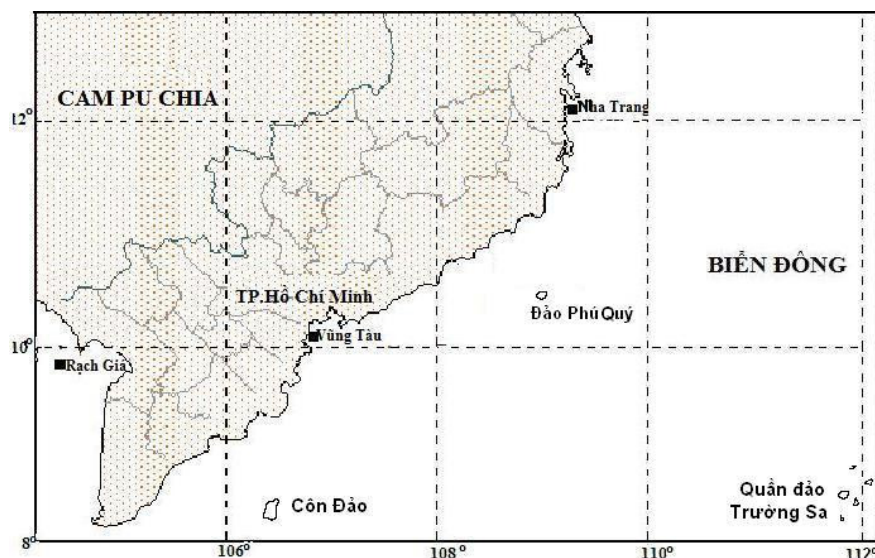 CAM PU CHIA
Nha Trang
12°
BIỂN ĐÔNG
TP.Hồ Chí Minh
Đảo Phú Quý
Vũng Tàu
10°
Rạch Giá
Quần đảo
Trường Sa
Côn Đảo
8°
106°
108°
110°
112°